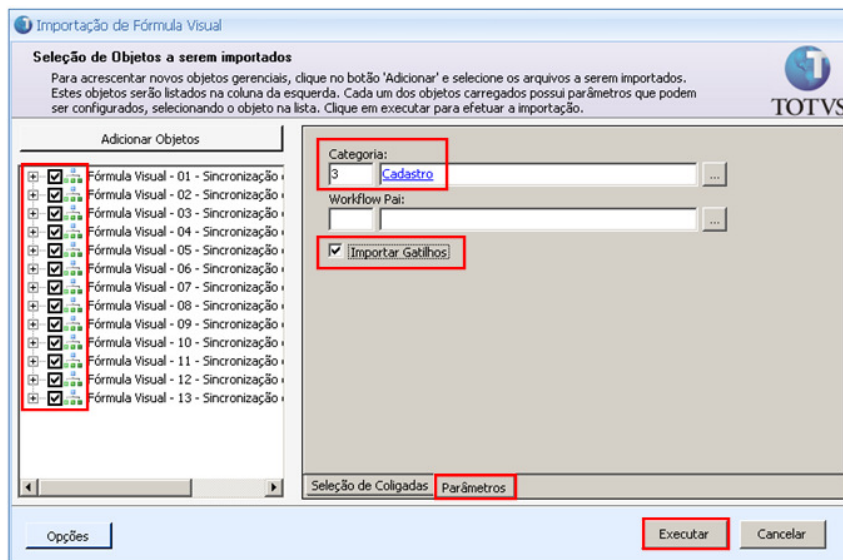 Importação de Fórmula Visual
Seleção de Objetos a serem importados
Para acrescentar novos objetos gerenciais, clique no botão 'Adicionar' e selecione os arquivos a serem importados.
Estes objetos serão listados na coluna da esquerda. Cada um dos objetos carregados possui parâmetros que podem
ser configurados, selecionando o objeto na lista. Clique em executar para efetuar a importação.
TOTVS
Adicionar Objetos
Fórmula Visual - 01 - Sincronização
Fórmula Visual - 02 - Sincronização
Fórmula Visual - 03 - Sincronização
Fórmula Visual - 04 - Sincronização
Fórmula Visual - 05 - Sincronização
Fórmula Visual - 06 - Sincronização
Fórmula Visual - 07 - Sincronização
Fórmula Visual - 08 - Sincronização
Fórmula Visual - 09 - Sincronização
Fórmula Visual - 10 - Sincronização
Fórmula Visual - 11 - Sincronização
Fórmula Visual - 12 - Sincronização
Fórmula Visual - 13 - Sincronização
Categoria:
3 Cadastro ...
Workflow Pai:
...
Importar Gatilhos
Seleção de Coligadas Parâmetros
Opções Executar Cancelar